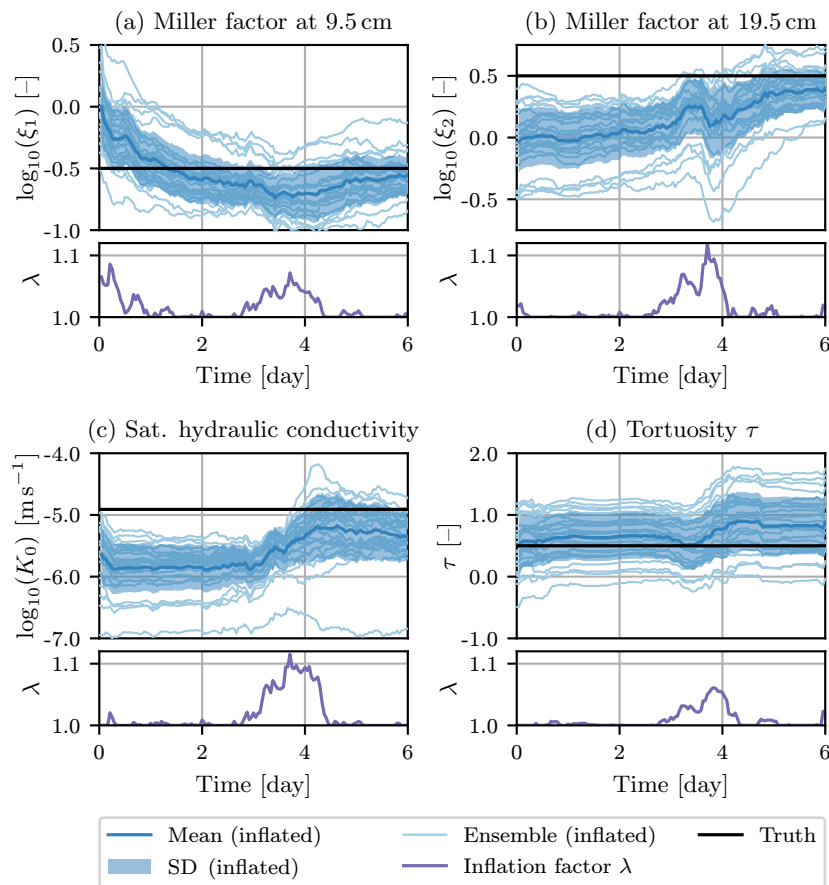 (a) Miller factor at 9.5 cm
(b) Miller factor at 19.5 cm
0.5
0.0
-0.5
-1.0
log10(ξ1) [–]
0.5
0.0
-0.5
log10(ξ2) [–]
1.1
1.0
λ
1.1
1.0
λ
0 2 4 6
0 2 4 6
Time [day]
Time [day]
(c) Sat. hydraulic conductivity
(d) Tortuosity τ
-4.0
-5.0
-6.0
-7.0
log10(K0) [m s−1]
2.0
1.0
0.0
-1.0
τ [–]
1.1
1.0
λ
1.1
1.0
λ
0 2 4 6
0 2 4 6
Time [day]
Time [day]
Mean (inflated)
Ensemble (inflated)
Truth
SD (inflated)
Inflation factor λ